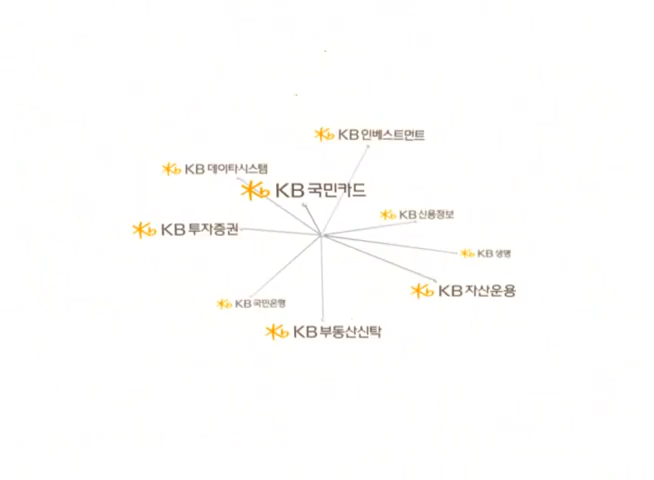 KB 인베스트먼트
KB 데이타시스템
KB 국민카드
KB 신용정보
KB 투자증권
KB 생명
KB 자산운용
KB 국민은행
KB 부동산신탁